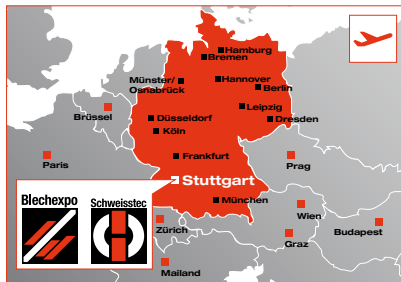 Hamburg
Bremen
Münster/
Osnabrück
Hannover
Berlin
Leipzig
Brüssel
Düsseldorf
Dresden
Köln
Paris
Frankfurt
Prag
Stuttgart
Blechexpo
Schweisstec
München
Wien
Zürich
Budapest
Graz
Mailand